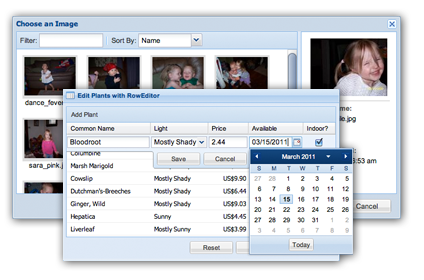 Choose an Image
Filter: Sort By: Name
dance_fever
sara_pink.j
me:
le.jpg
6:53 am
Cancel
Edit Plants with RowEditor
Add Plant
Common Name Light Price Available Indoor?
Bloodroot Mostly Shady 2.44 03/15/2011
Save Cancel
Columbine
Marsh Marigold
Cowslip Mostly Shady US$9.90
Dutchman's-Breeches Mostly Shady US$6.44
Ginger, Wild Mostly Shady US$9.03
Hepatica Sunny US$4.45
Liverleaf Mostly Sunny US$3.99
Reset
March 2011
S M T W T F S
27 28 1 2 3 4 5
6 7 8 9 10 11 12
13 14 15 16 17 18 19
20 21 22 23 24 25 26
27 28 29 30 31 1 2
3 4 5 6 7 8 9
Today